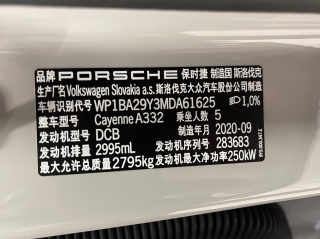 品牌 PORSCHE 保时捷 制造国 斯洛伐克
生产厂名 Volkswagen Slovakia a.s. 斯洛伐克大众汽车股份公司制造
车辆识别代号 WP1BA29Y3MDA61625 1,0%
整车型号 Cayenne A332 乘坐人数 5
发动机型号 DCB 制造年月 2020-09
发动机排量 2995mL 发动机号 283683
最大允许总质量 2795kg 发动机最大净功率 250kW